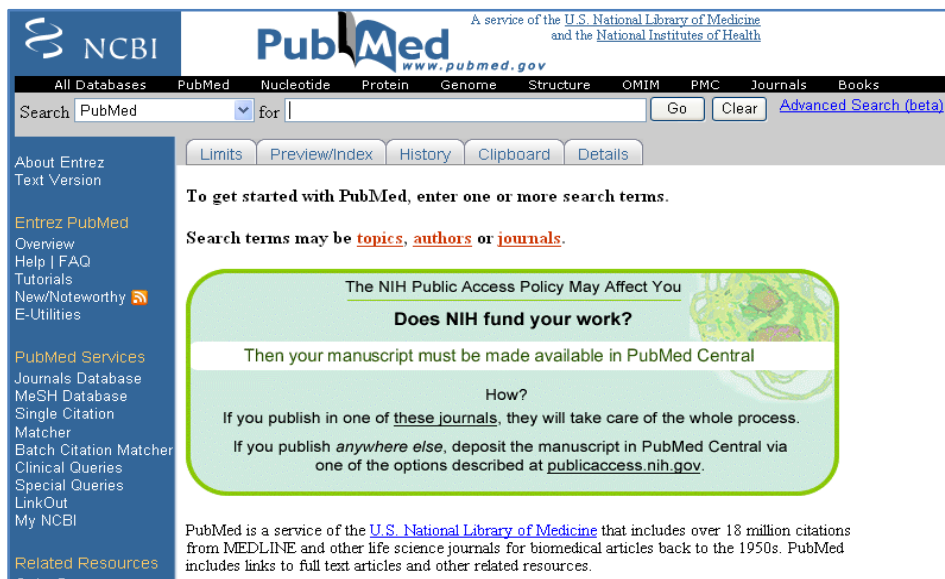 NCBI
PubMed
www.pubmed.gov
A service of the U.S. National Library of Medicine
and the National Institutes of Health
All Databases PubMed Nucleotide Protein Genome Structure OMIM PMC Journals Books
Search PubMed for Go Clear Advanced Search (beta)
Limits Preview/Index History Clipboard Details
About Entrez
Text Version
Entrez PubMed
Overview
Help | FAQ
Tutorials
New/Noteworthy
E-Utilities
PubMed Services
Journals Database
MeSH Database
Single Citation
Matcher
Batch Citation Matcher
Clinical Queries
Special Queries
LinkOut
My NCBI
Related Resources
To get started with PubMed, enter one or more search terms.
Search terms may be topics, authors or journals.
The NIH Public Access Policy May Affect You
Does NIH fund your work?
Then your manuscript must be made available in PubMed Central
How?
If you publish in one of these journals, they will take care of the whole process.
If you publish anywhere else, deposit the manuscript in PubMed Central via
one of the options described at publicaccess.nih.gov.
PubMed is a service of the U.S. National Library of Medicine that includes over 18 million citations
from MEDLINE and other life science journals for biomedical articles back to the 1950s. PubMed
includes links to full text articles and other related resources.